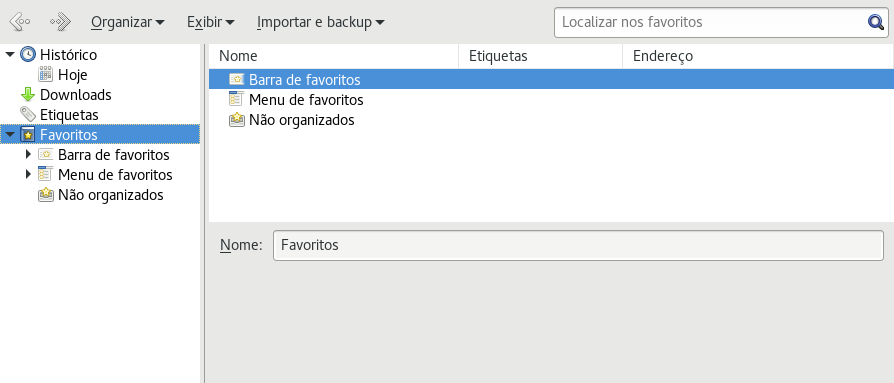 Organizar Exibir Importar e backup Localizar nos favoritos
Histórico
Hoje
Downloads
Etiquetas
Favoritos
Barra de favoritos
Menu de favoritos
Não organizados
Nome Etiquetas Endereço
Barra de favoritos
Menu de favoritos
Não organizados
Nome: Favoritos